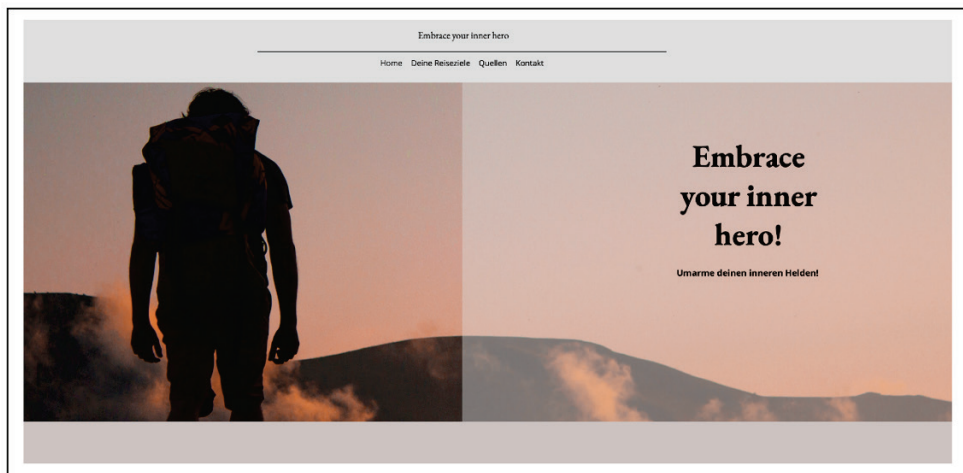 Embrace your inner hero
Home Deine Reiseziele Quellen Kontakt
Embrace
your inner
hero!
Umarme deinen inneren Helden!